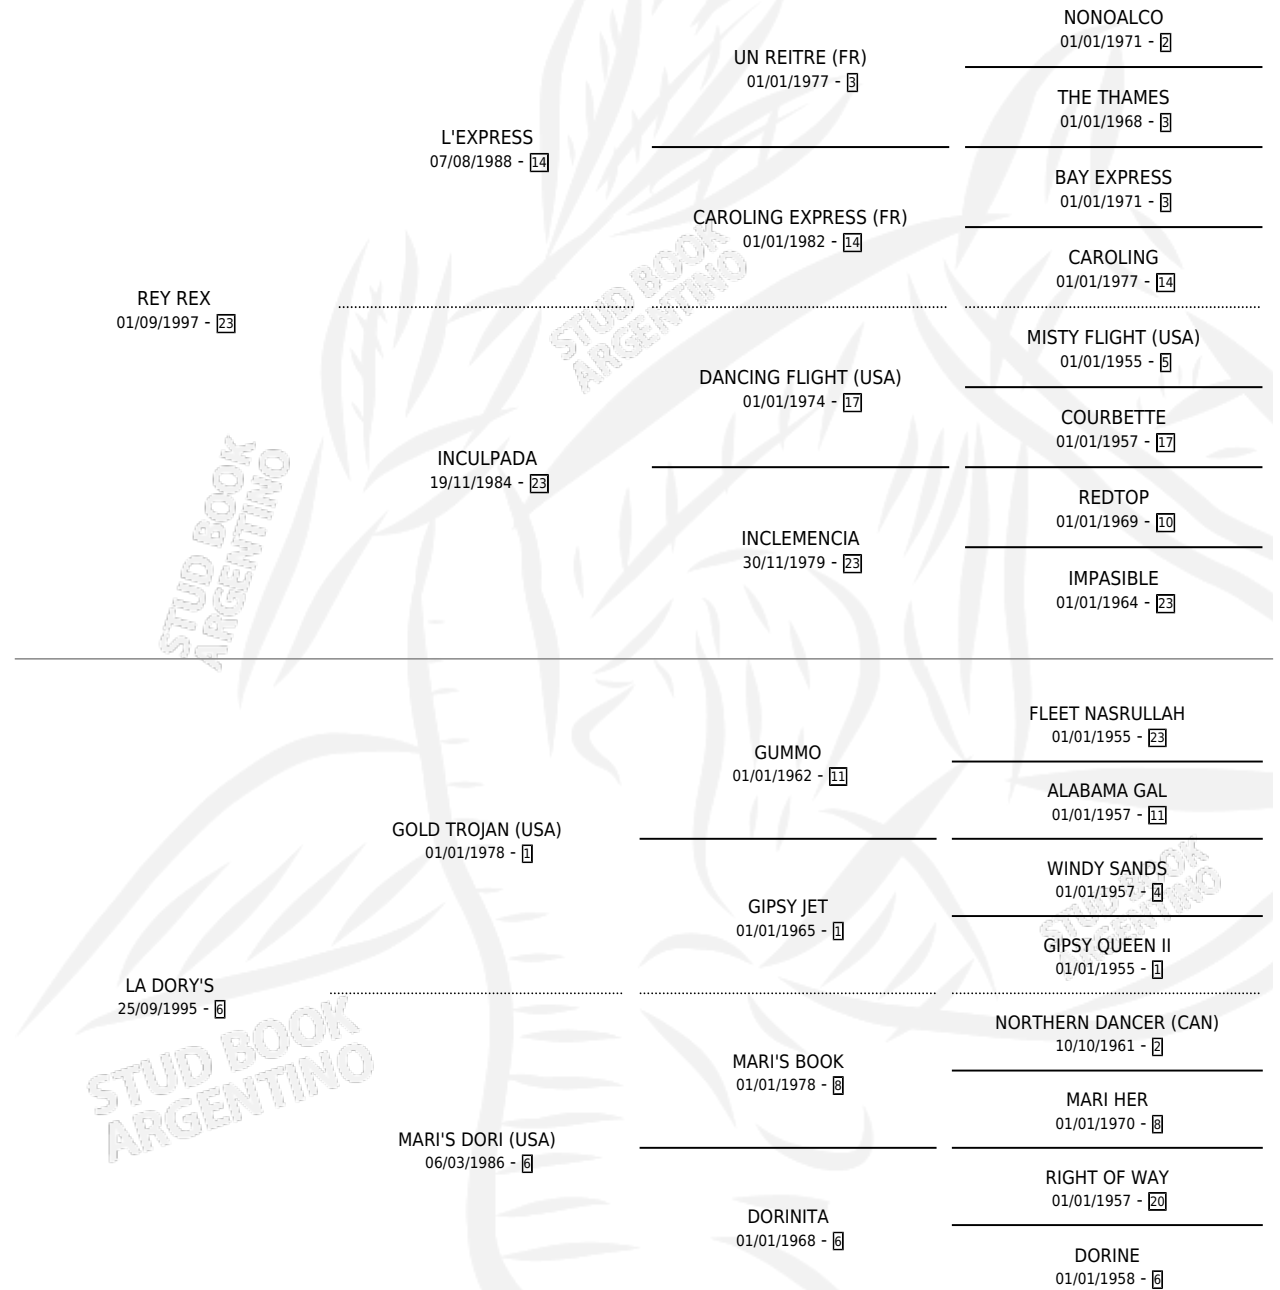 NONOALCO
01/01/1971 - 2
UN REITRE (FR)
01/01/1977 - 3
THE THAMES
01/01/1968 - 3
L'EXPRESS
07/08/1988 - 14
BAY EXPRESS
01/01/1971 - 3
CAROLING EXPRESS (FR)
01/01/1982 - 14
CAROLING
01/01/1977 - 14
REY REX
01/09/1997 - 23
STUD BOOK
ARGENTINO
MISTY FLIGHT (USA)
01/01/1955 - 5
DANCING FLIGHT (USA)
01/01/1974 - 17
COURBETTE
01/01/1957 - 17
INCULPADA
19/11/1984 - 23
REDTOP
01/01/1969 - 10
INCLEMENCIA
30/11/1979 - 23
IMPASIBLE
01/01/1964 - 23
STUD BOOK
ARGENTINO
FLEET NASRULLAH
01/01/1955 - 23
GUMMO
01/01/1962 - 11
ALABAMA GAL
01/01/1957 - 11
GOLD TROJAN (USA)
01/01/1978 - 1
WINDY SANDS
01/01/1957 - 4
GIPSY JET
01/01/1965 - 1
STUD BOOK
ARGENTINO
GIPSY QUEEN II
01/01/1955 - 1
LA DORY'S
25/09/1995 - 6
STUD BOOK
ARGENTINO
NORTHERN DANCER (CAN)
10/10/1961 - 2
MARI'S BOOK
01/01/1978 - 8
MARI HER
01/01/1970 - 8
MARI'S DORI (USA)
06/03/1986 - 6
RIGHT OF WAY
01/01/1957 - 20
DORINITA
01/01/1968 - 6
DORINE
01/01/1958 - 6